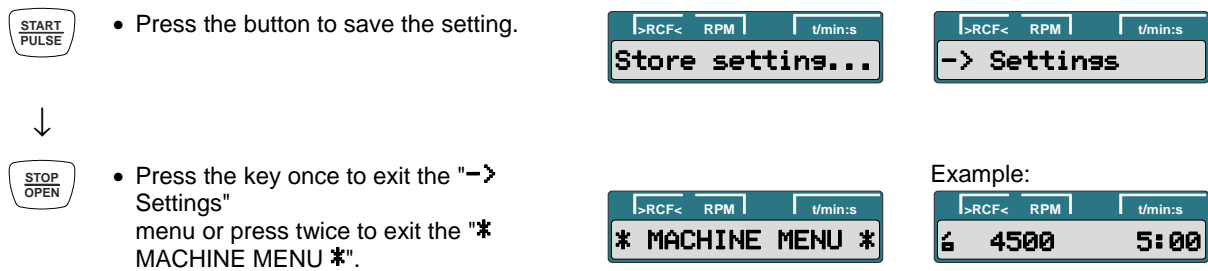 START
PULSE
• Press the button to save the setting.
>RCF< RPM t/min:s
Store setting...
>RCF< RPM t/min:s
-> Settings
↓
STOP
OPEN
• Press the key once to exit the "->
Settings"
menu or press twice to exit the "*
MACHINE MENU *".
>RCF< RPM t/min:s
* MACHINE MENU *
Example:
>RCF< RPM t/min:s
4500 5:00